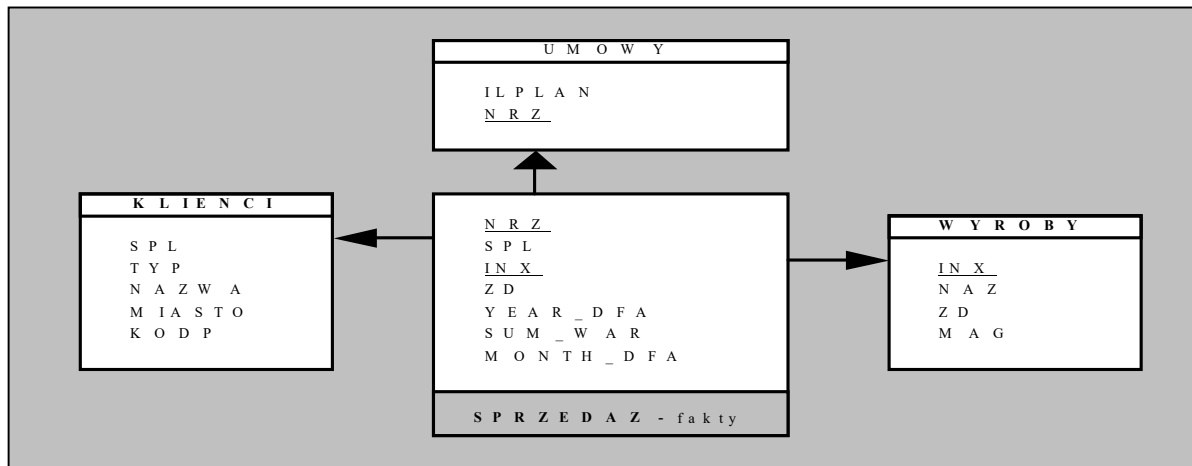 UMOWY
ILPLAN
NRZ
KLIENCI
SPL
TYP
NAZWA
MIASTO
KODP
NRZ
SPL
INX
ZD
YEAR_DFA
SUM_WAR
MONTH_DFA
SPRZEDAZ - fakty
WYROBY
INX
NAZ
ZD
MAG